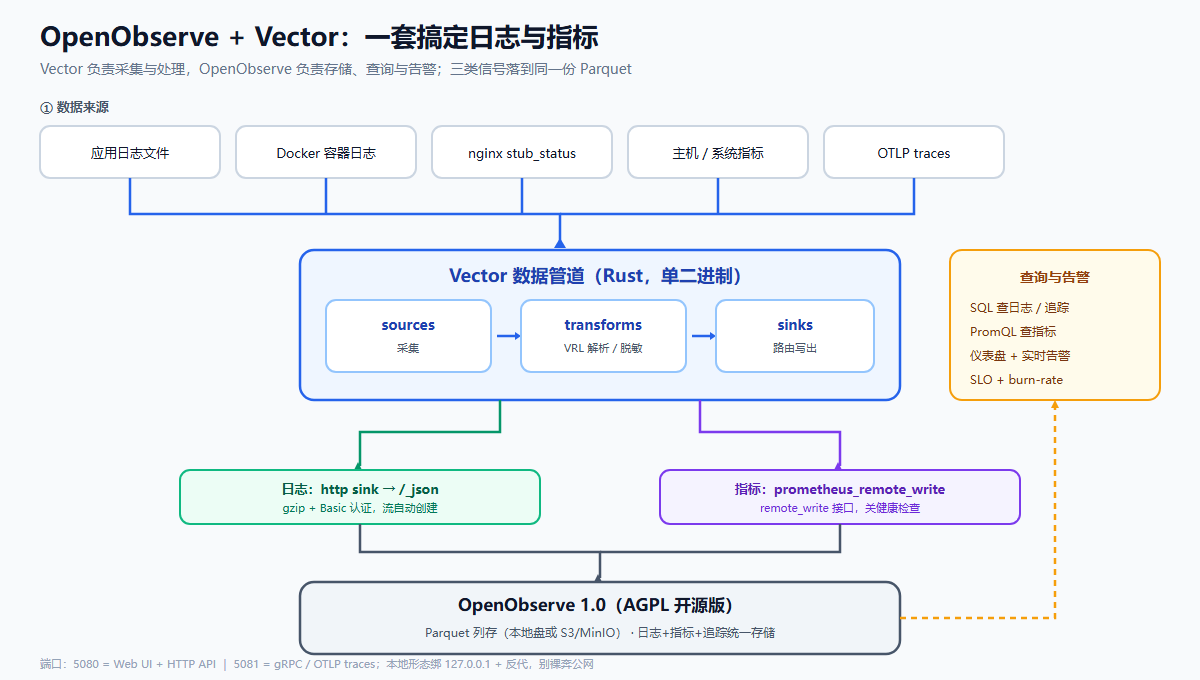 OpenObserve + Vector：一套搞定日志与指标
Vector 负责采集与处理，OpenObserve 负责存储、查询与告警；三类信号落到同一份 Parquet
① 数据来源
应用日志文件
Docker 容器日志
nginx stub_status
主机 / 系统指标
OTLP traces
Vector 数据管道（Rust，单二进制）
sources
采集
transforms
VRL 解析 / 脱敏
sinks
路由写出
查询与告警
SQL 查日志 / 追踪
PromQL 查指标
仪表盘 + 实时告警
SLO + burn-rate
日志：http sink → /_json
gzip + Basic 认证，流自动创建
指标：prometheus_remote_write
remote_write 接口，关健康检查
OpenObserve 1.0（AGPL 开源版）
Parquet 列存（本地盘或 S3/MinIO）· 日志+指标+追踪统一存储
端口：5080 = Web UI + HTTP API ｜ 5081 = gRPC / OTLP traces；本地形态绑 127.0.0.1 + 反代，别裸奔公网